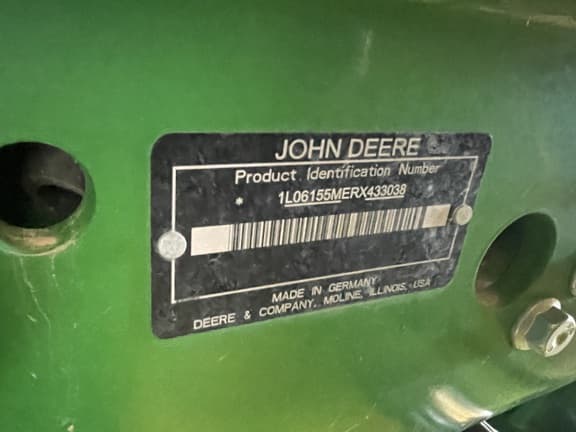 JOHN DEERE
Product Identification Number
* 1L06155MERX433038
MADE IN GERMANY
DEERE & COMPANY, MOLINE, ILLINOIS, USA